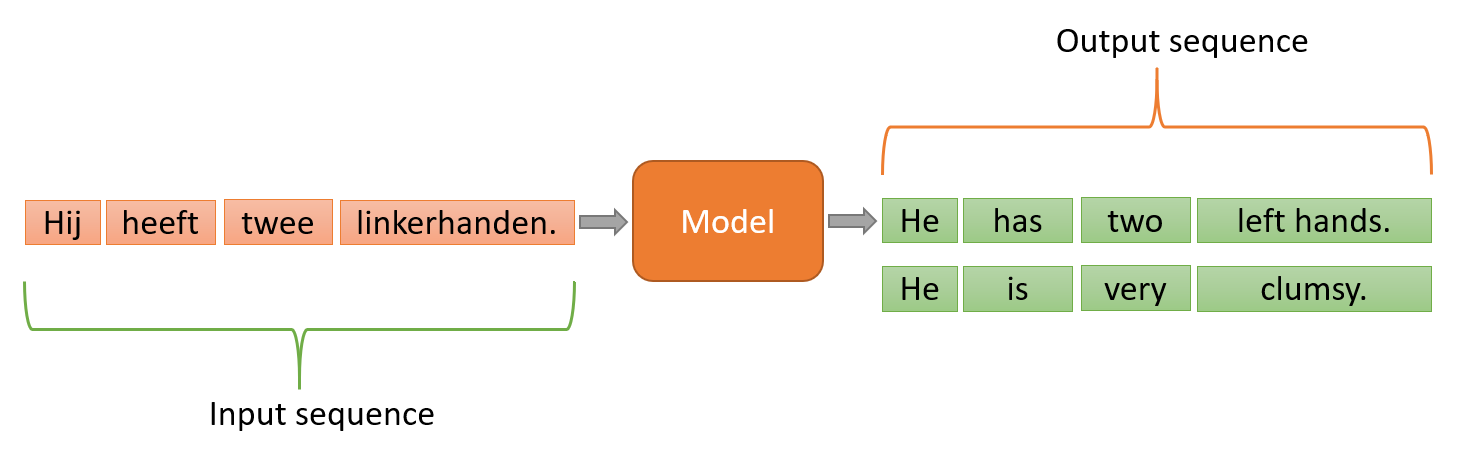 Output sequence
Hij heeft twee linkerhanden.
Model
He has two left hands.
He is very clumsy.
Input sequence